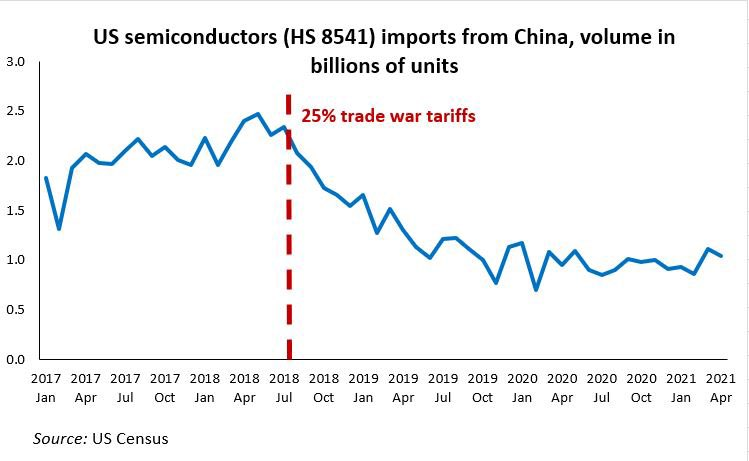 US semiconductors (HS 8541) imports from China, volume in
billions of units
3.0
25% trade war tariffs
2.5
2.0
1.5
1.0
0.5
0.0
2017 2017 2017 2017 2018 2018 2018 2018 2019 2019 2019 2019 2020 2020 2020 2020 2021 2021
Jan Apr Jul Oct Jan Apr Jul Oct Jan Apr Jul Oct Jan Apr Jul Oct Jan Apr
Source: US Census